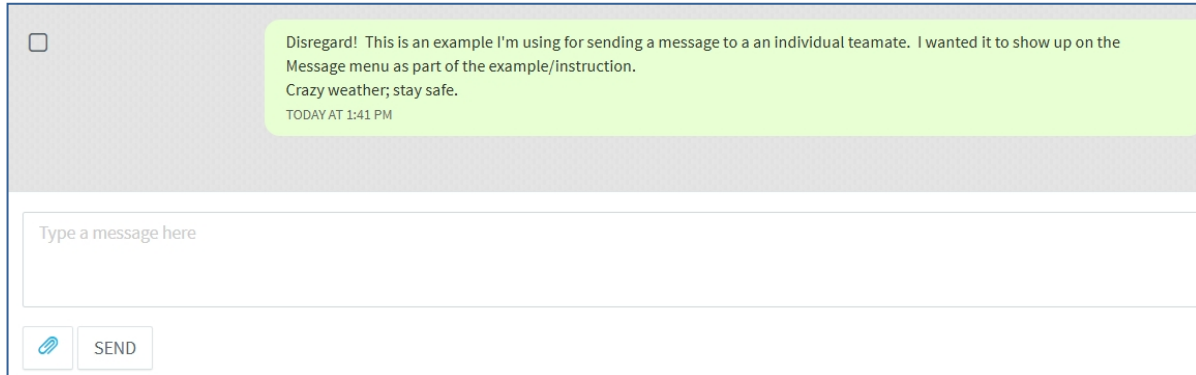 Disregard!  This is an example I'm using for sending a message to a an individual teamate.  I wanted it to show up on the
Message menu as part of the example/instruction.
Crazy weather; stay safe.
TODAY AT 1:41 PM
Type a message here
SEND